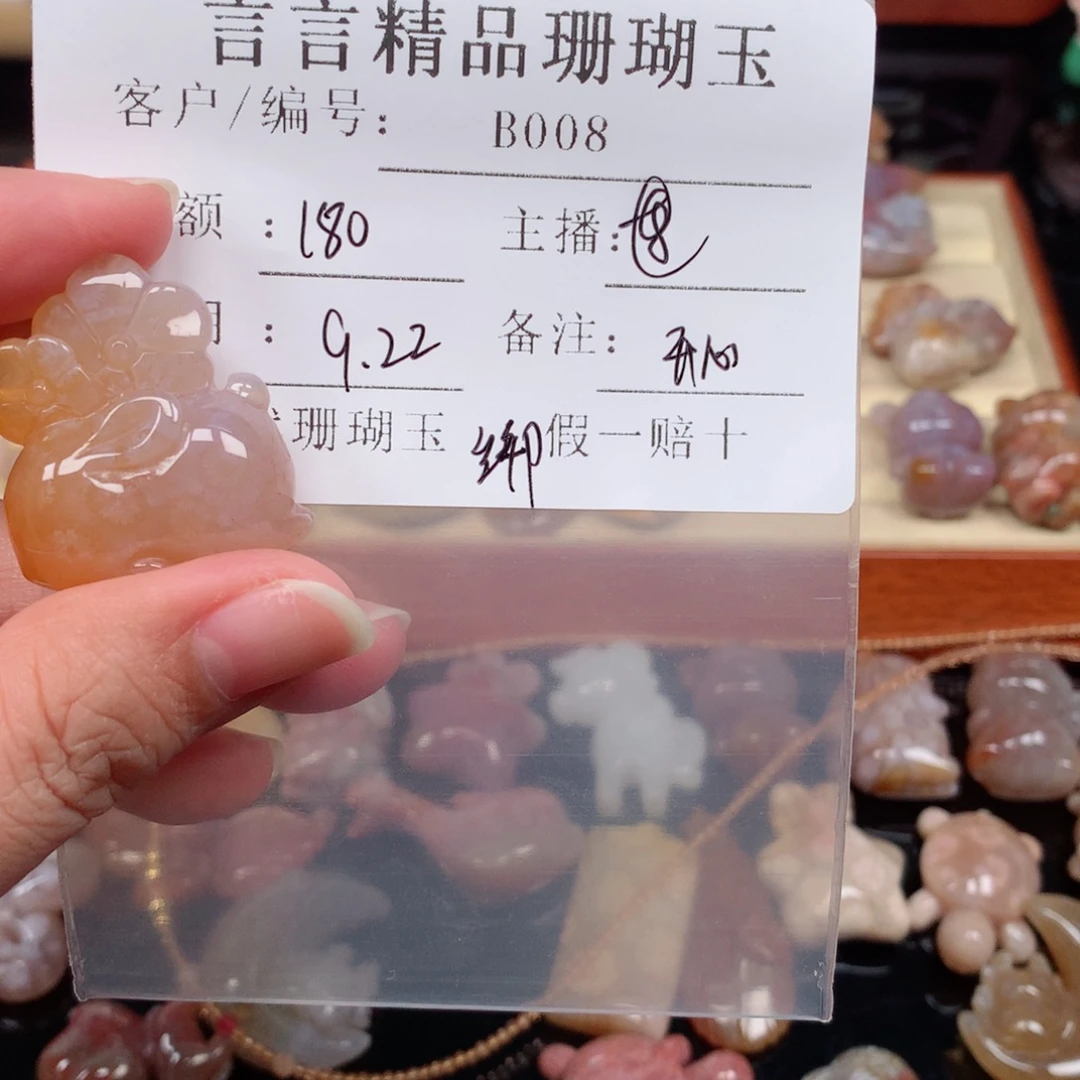 言言精品珊瑚玉
客户/编号: B008
额 : 180 主播:
: 9.22 备注:
珊瑚玉 假一赔十